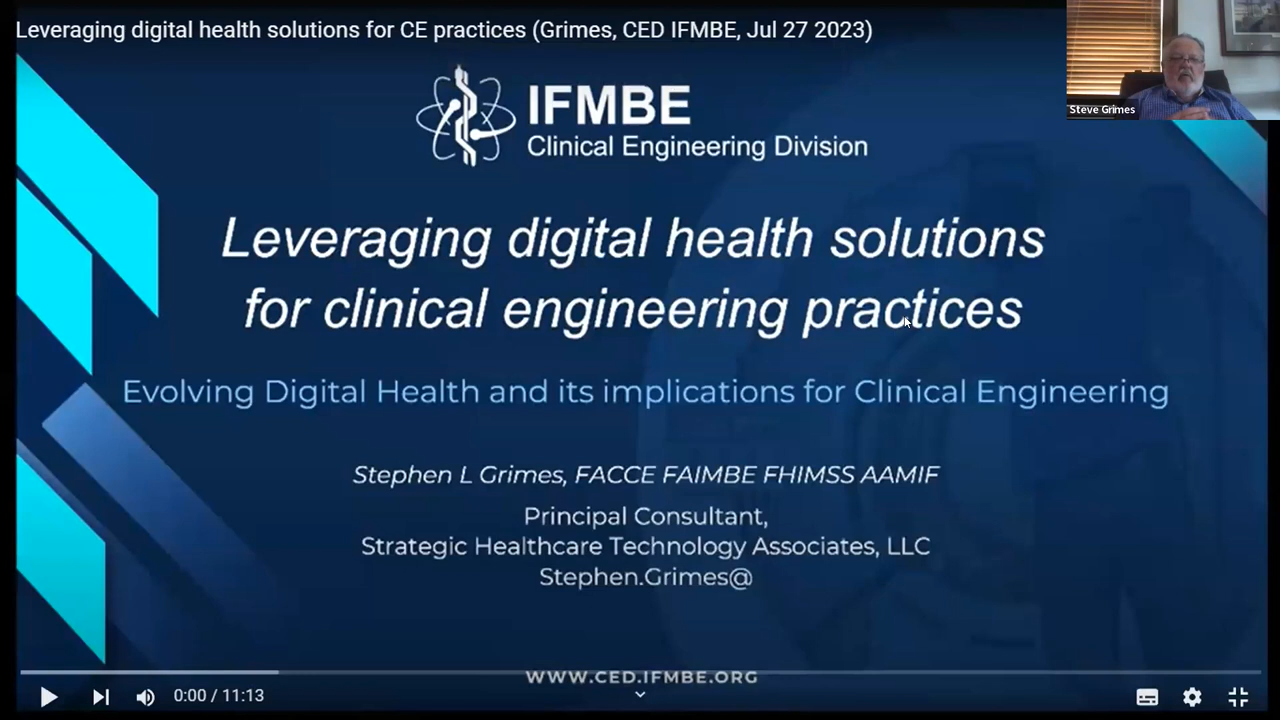 Leveraging digital health solutions for CE practices (Grimes, CED IFMBE, Jul 27 2023)
Steve Grimes
IFMBE
Clinical Engineering Division
Leveraging digital health solutions
for clinical engineering practices
Evolving Digital Health and its implications for Clinical Engineering
Stephen L Grimes, FACCE FAIMBE FHIMSS AAMIF
Principal Consultant,
Strategic Healthcare Technology Associates, LLC
Stephen.Grimes@
WWW.CED.IFMBE.ORG
0:00 / 11:13